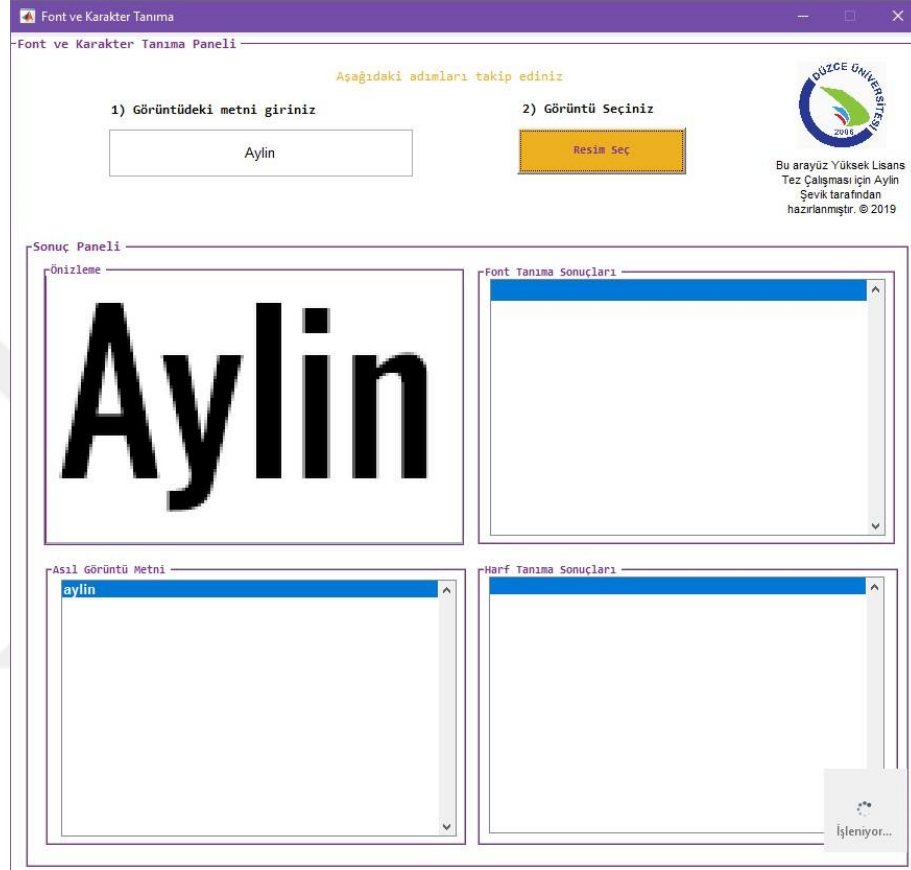 Font ve Karakter Tanıma
Font ve Karakter Tanıma Paneli
Aşağıdaki adımları takip ediniz
1) Görüntüdeki metni giriniz
2) Görüntü Seçiniz
Aylin
Resim Seç
DÜZCE ÜNİVERSİTESİ
2006
Bu arayüz Yüksek Lisans
Tez Çalışması için Aylin
Şevik tarafından
hazırlanmıştır. © 2019
Sonuç Paneli
Önizleme
Aylin
Font Tanıma Sonuçları
Asıl Görüntü Metni
aylin
Harf Tanıma Sonuçları
İşleniyor...